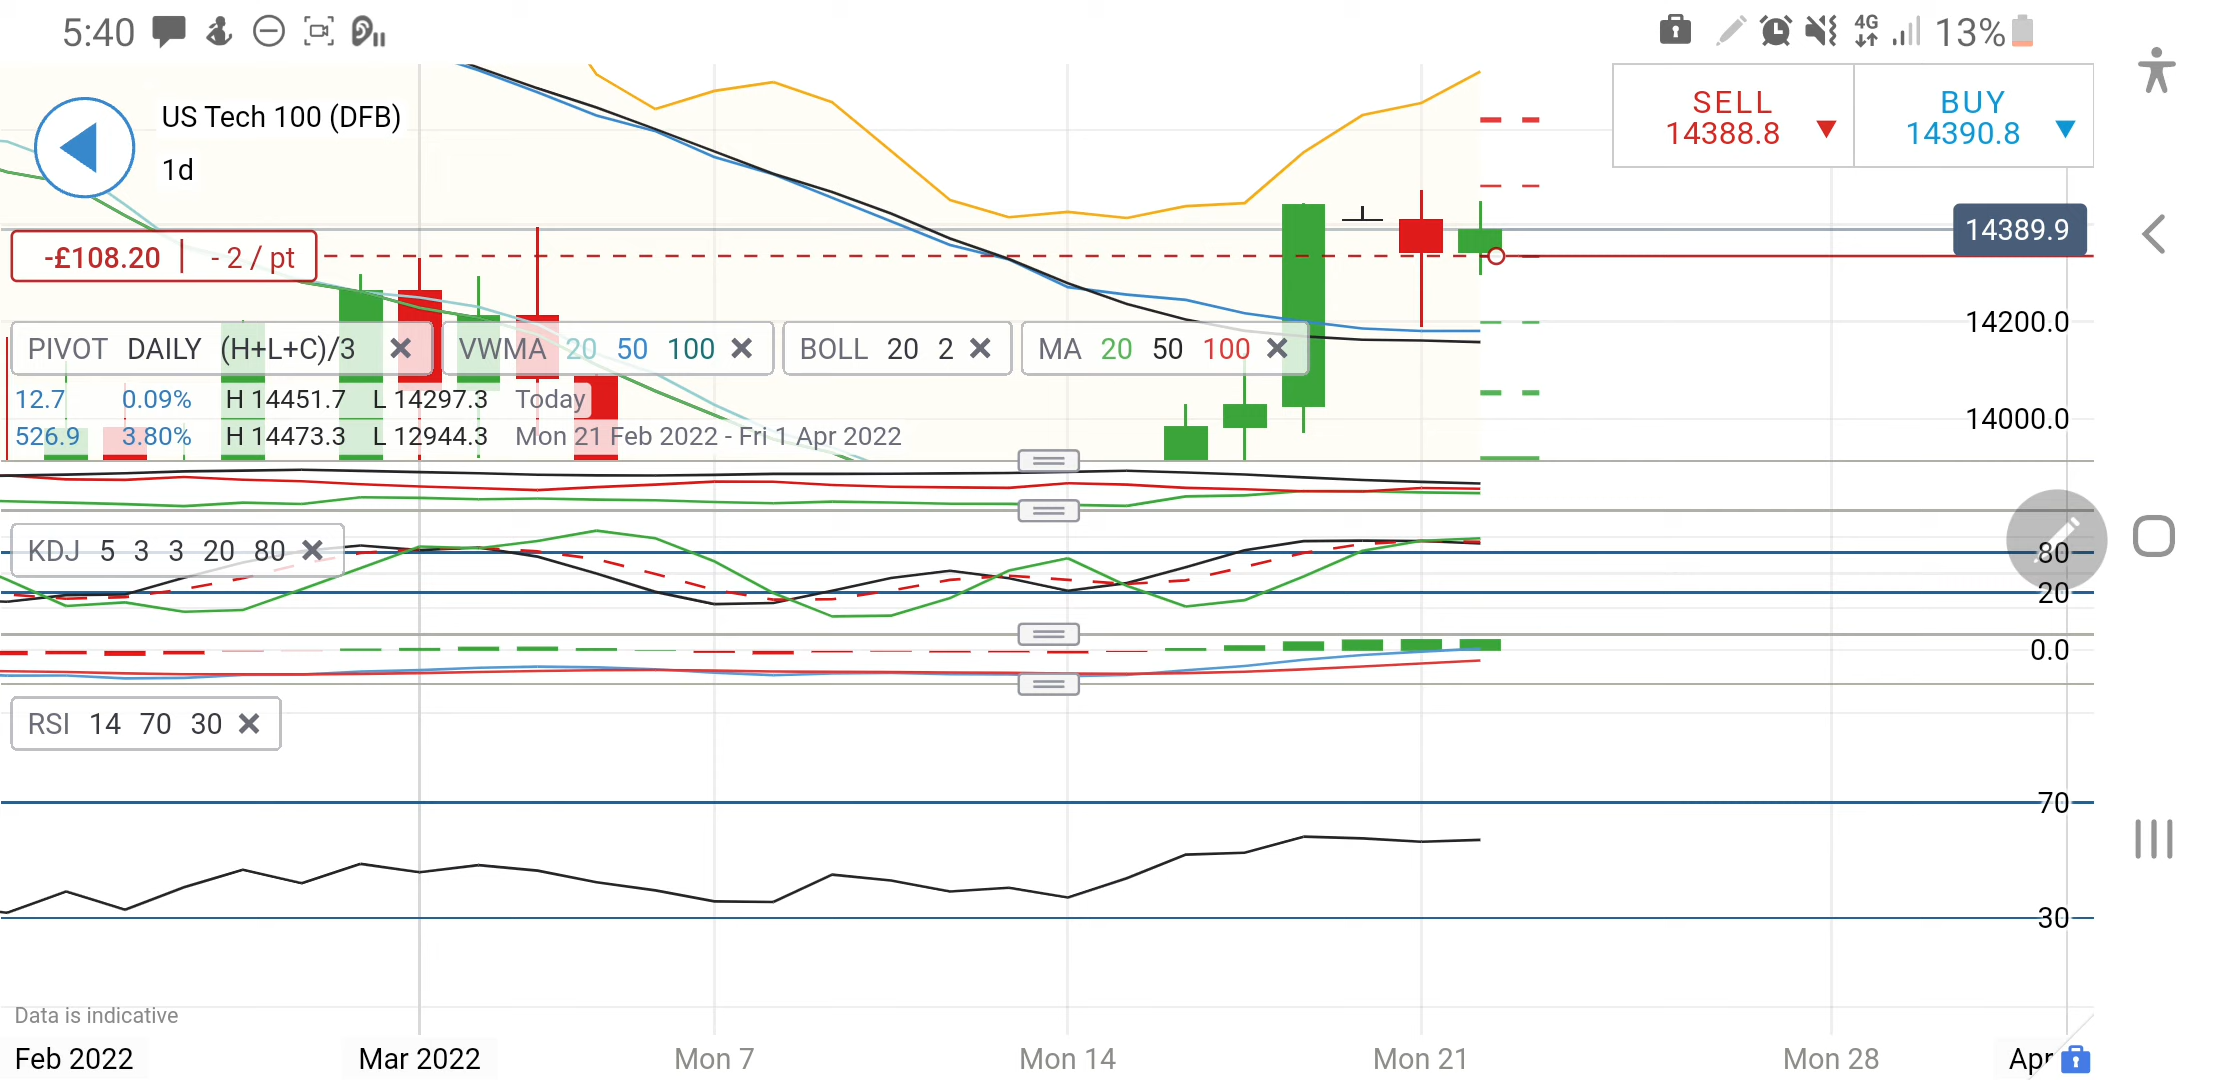 5:40
4G
13%
US Tech 100 (DFB)
1d
SELL
14388.8
BUY
14390.8
14389.9
-£108.20 | - 2 / pt
14200.0
PIVOT DAILY (H+L+C)/3
VWMA 20 50 100
BOLL 20 2
MA 20 50 100
12.7 0.09% H 14451.7 L 14297.3 Today
14000.0
526.9 3.80% H 14473.3 L 12944.3 Mon 21 Feb 2022 - Fri 1 Apr 2022
KDJ 5 3 3 20 80
80
20
0.0
RSI 14 70 30
70
30
Data is indicative
Feb 2022
Mar 2022
Mon 7
Mon 14
Mon 21
Mon 28
Apr